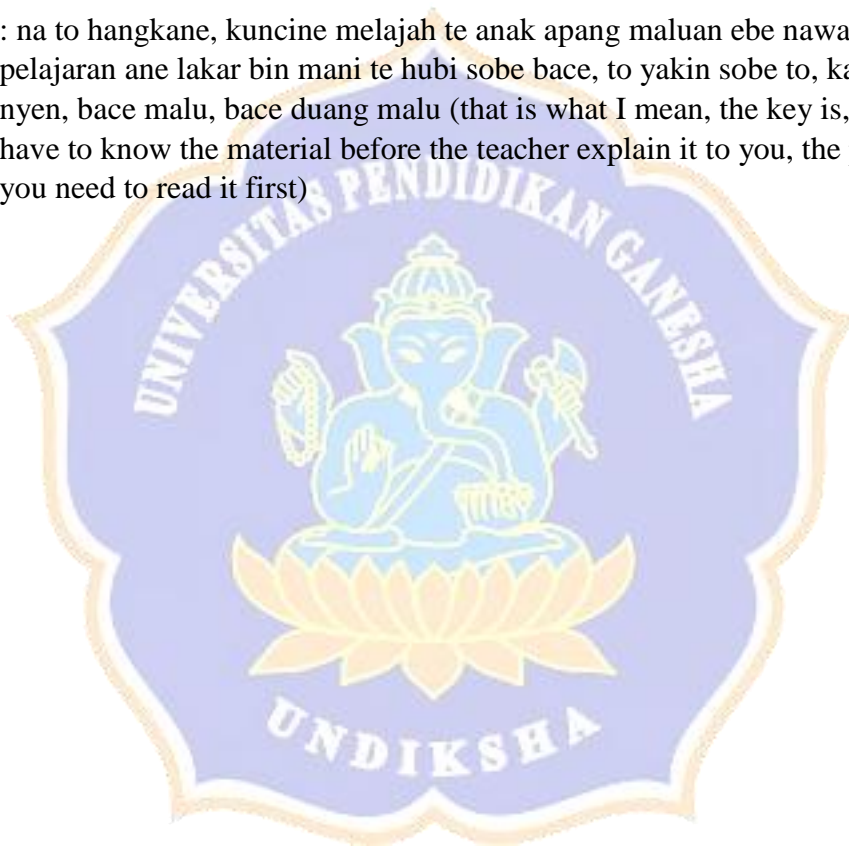 : na to hangkane, kuncine melajah te anak apang maluan ebe nawa
pelajaran ane lakar bin mani te hubi sobe bace, to yakin sobe to, ka
nyen, bace malu, bace duang malu (that is what I mean, the key is,
have to know the material before the teacher explain it to you, the
you need to read it first)
UNIVERSITAS PENDIDIKAN GANESHA
UNDIKSHA